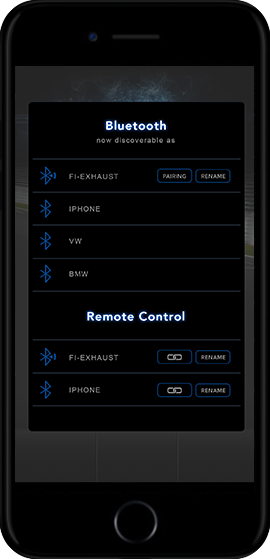 Bluetooth
now discoverable as
FI-EXHAUST PAIRING RENAME
IPHONE
VW
BMW
Remote Control
FI-EXHAUST RENAME
IPHONE RENAME